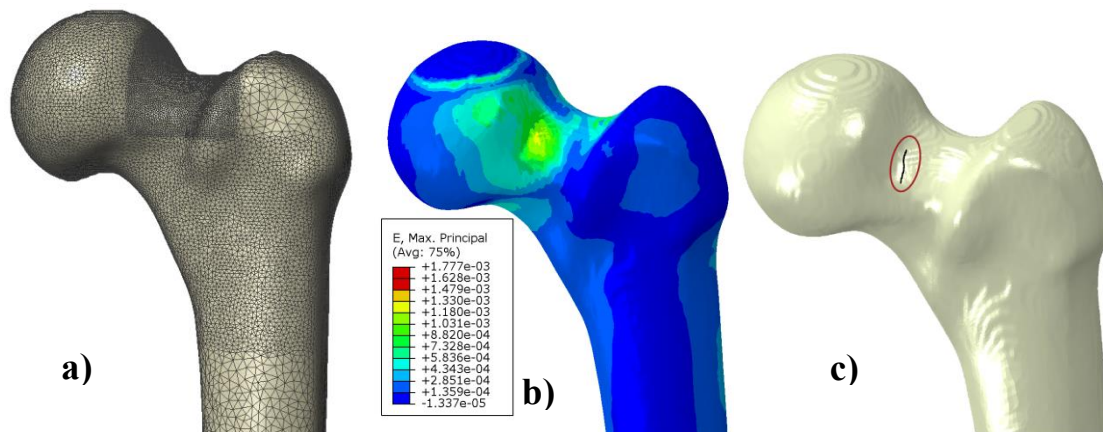 a)
E, Max. Principal
(Avg: 75%)
+1.777e-03
+1.628e-03
+1.479e-03
+1.330e-03
+1.180e-03
+1.031e-03
+8.820e-04
+7.328e-04
+5.836e-04
+4.343e-04
+2.851e-04
+1.359e-04
-1.337e-05
b)
c)